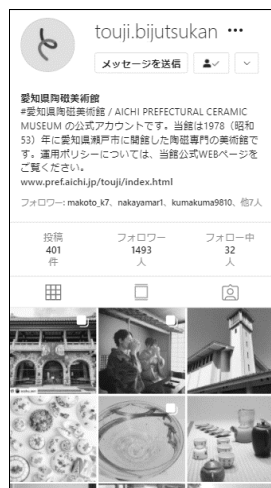 touji.bijutsukan •••
メッセージを送信
愛知県陶磁美術館
#愛知県陶磁美術館 / AICHI PREFECTURAL CERAMIC
MUSEUM の公式アカウントです。当館は1978（昭和
53）年に愛知県瀬戸市に開館した陶磁専門の美術館で
す。運用ポリシーについては、当館公式WEBページを
ご覧ください。
www.pref.aichi.jp/touji/index.html
フォロワー: makoto_k7、nakayamar1、kumakuma9810、他7人
投稿 フォロワー フォロー中
401 1493 32
件 人 人